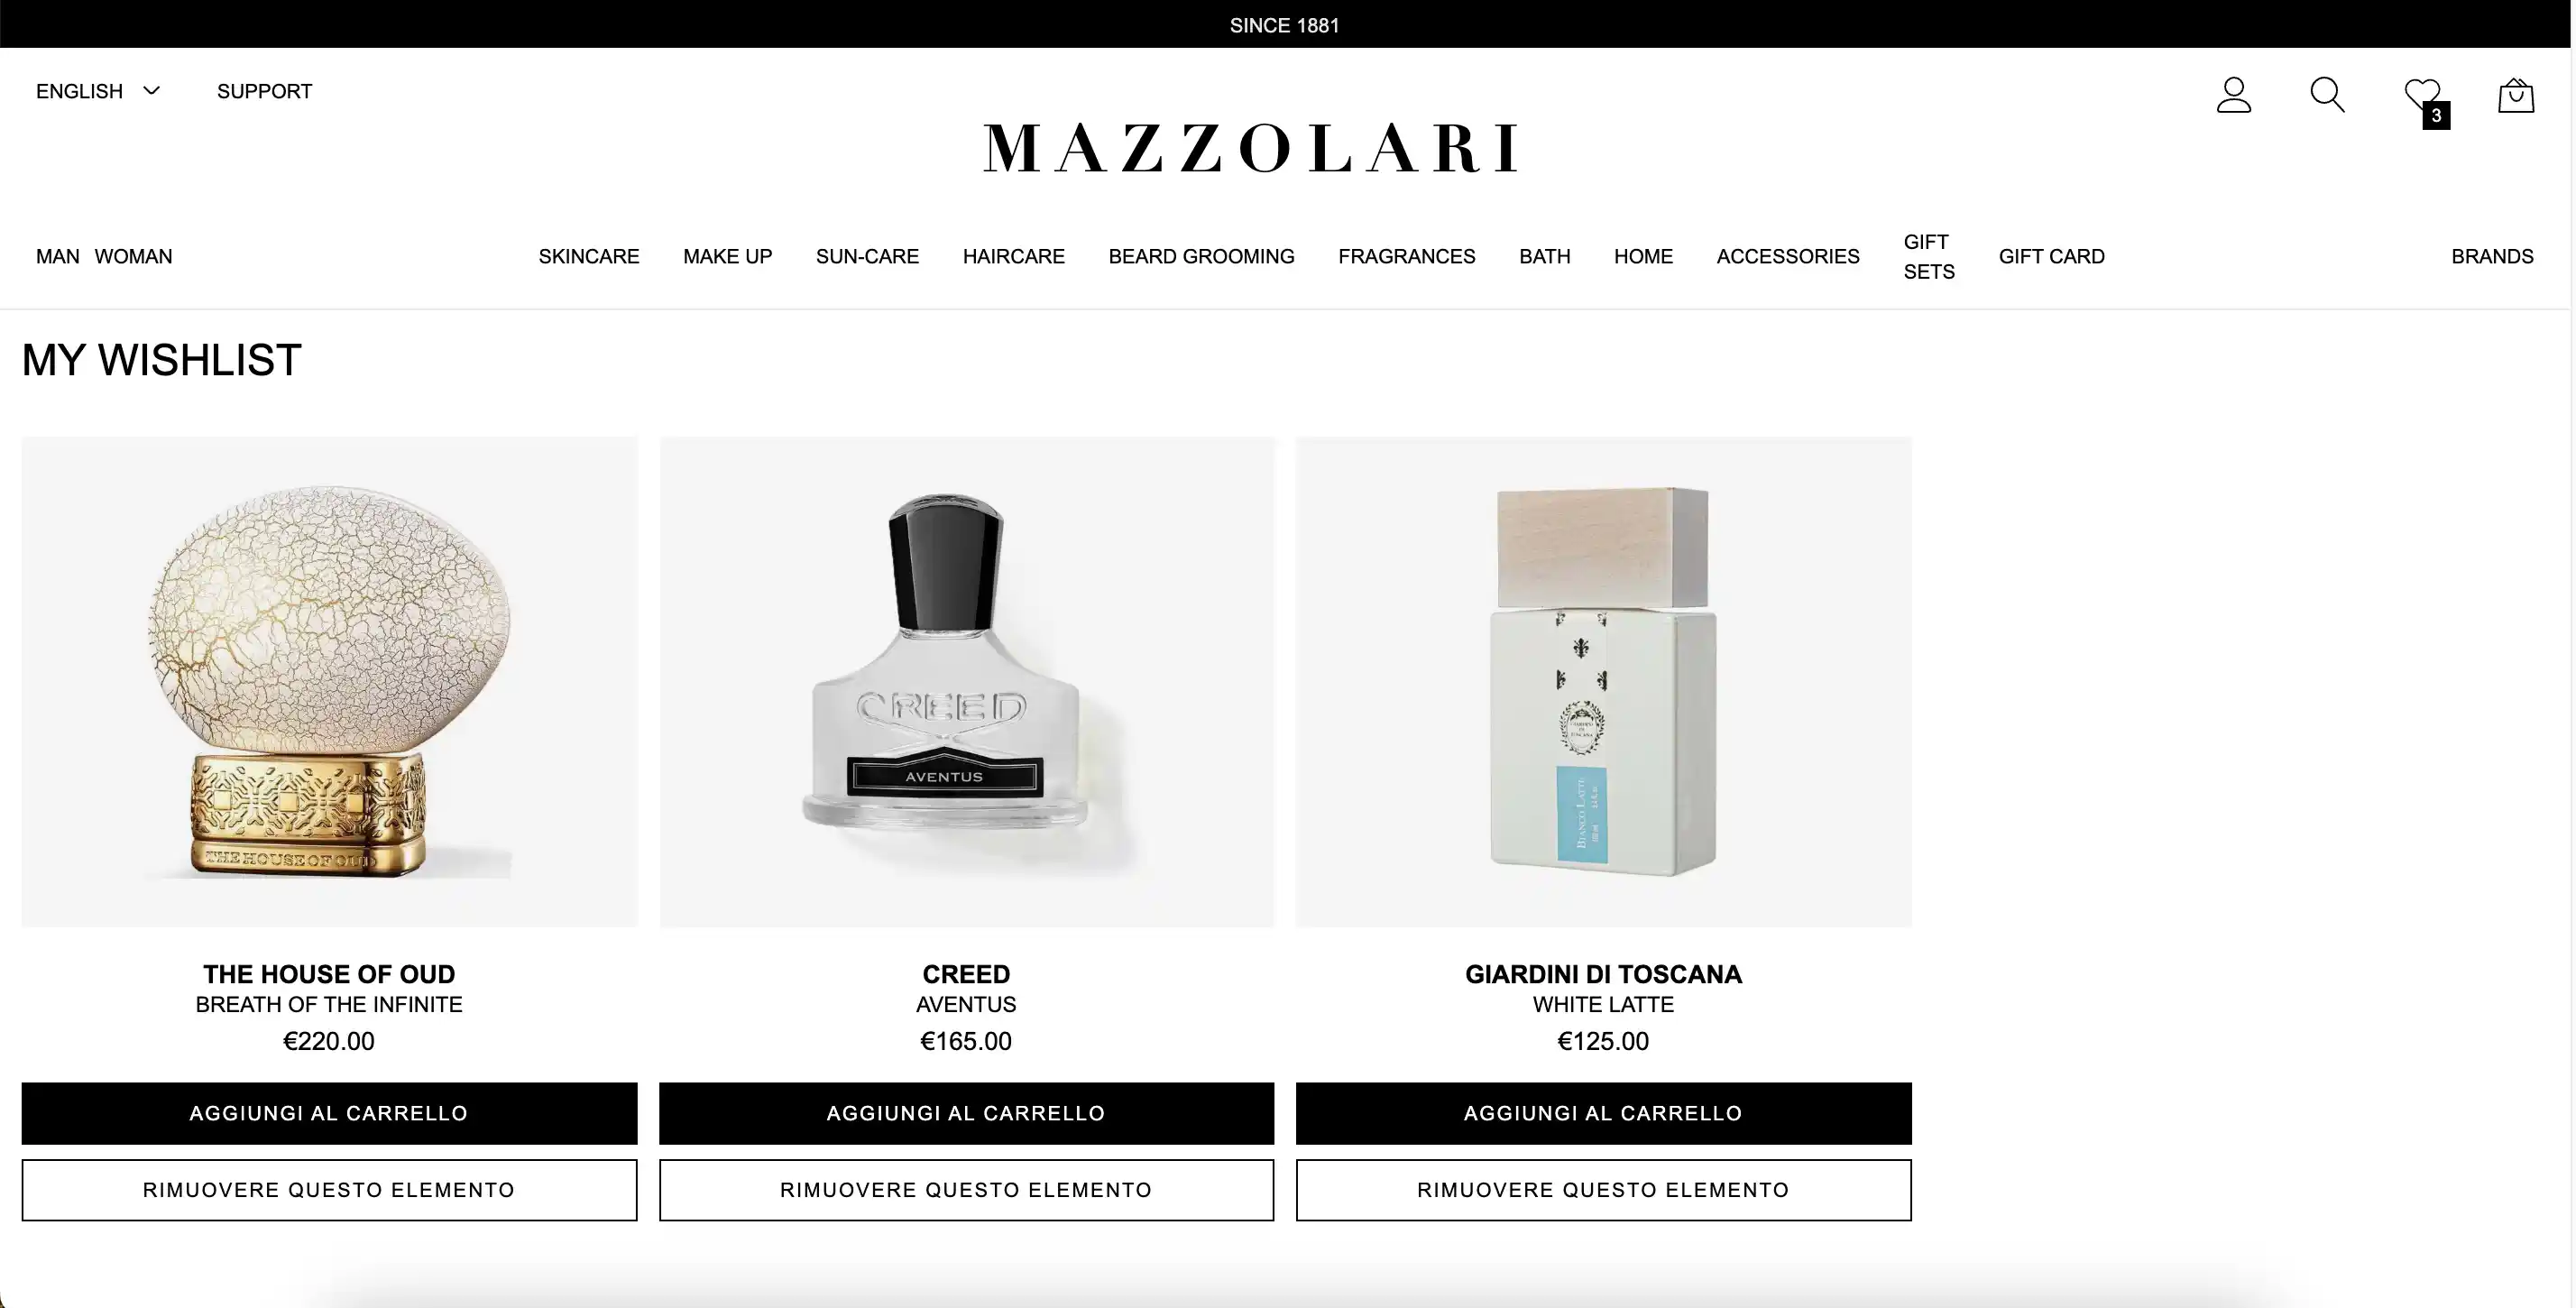 SINCE 1881
ENGLISH
SUPPORT
3
MAZZOLARI
MAN WOMAN SKINCARE MAKE UP SUN-CARE HAIRCARE BEARD GROOMING FRAGRANCES BATH HOME ACCESSORIES GIFT SETS GIFT CARD BRANDS
MY WISHLIST
THE HOUSE OF OUD
CREED
AVENTUS
BIANCO LATTE
THE HOUSE OF OUD
BREATH OF THE INFINITE
€220.00
AGGIUNGI AL CARRELLO
RIMUOVERE QUESTO ELEMENTO
CREED
AVENTUS
€165.00
AGGIUNGI AL CARRELLO
RIMUOVERE QUESTO ELEMENTO
GIARDINI DI TOSCANA
WHITE LATTE
€125.00
AGGIUNGI AL CARRELLO
RIMUOVERE QUESTO ELEMENTO